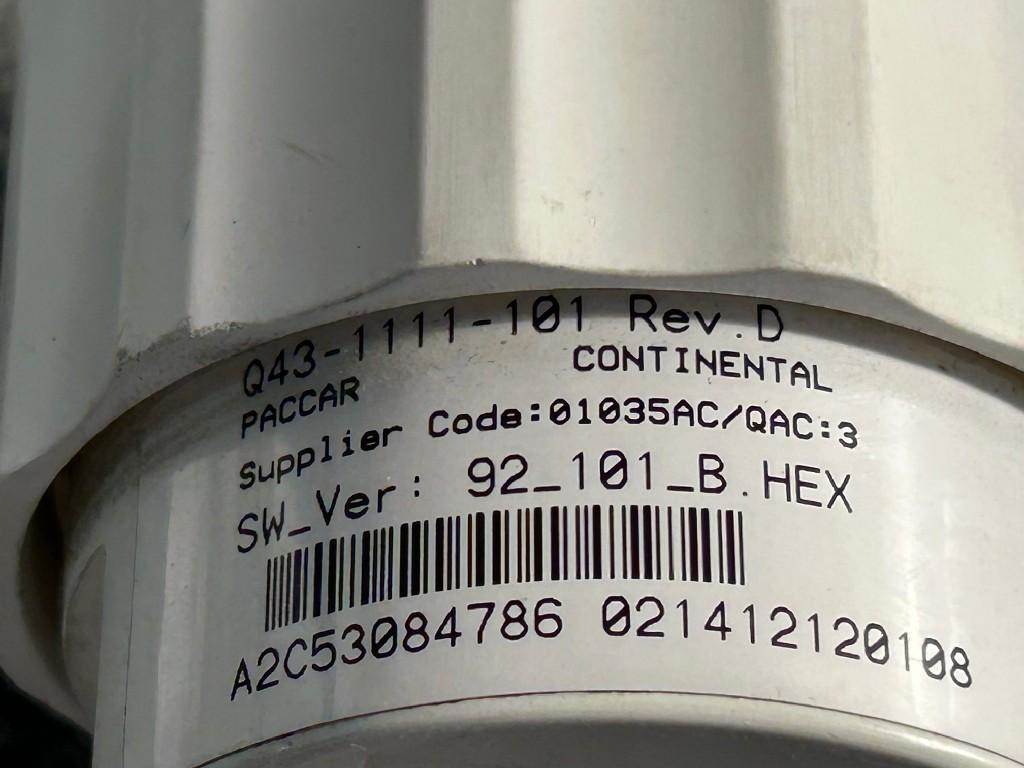 Q43-1111-101 Rev.D
PACCAR CONTINENTAL
Supplier Code:01035AC/QAC:3
SW_Ver: 92_101_B.HEX
A2C53084786 021412120108